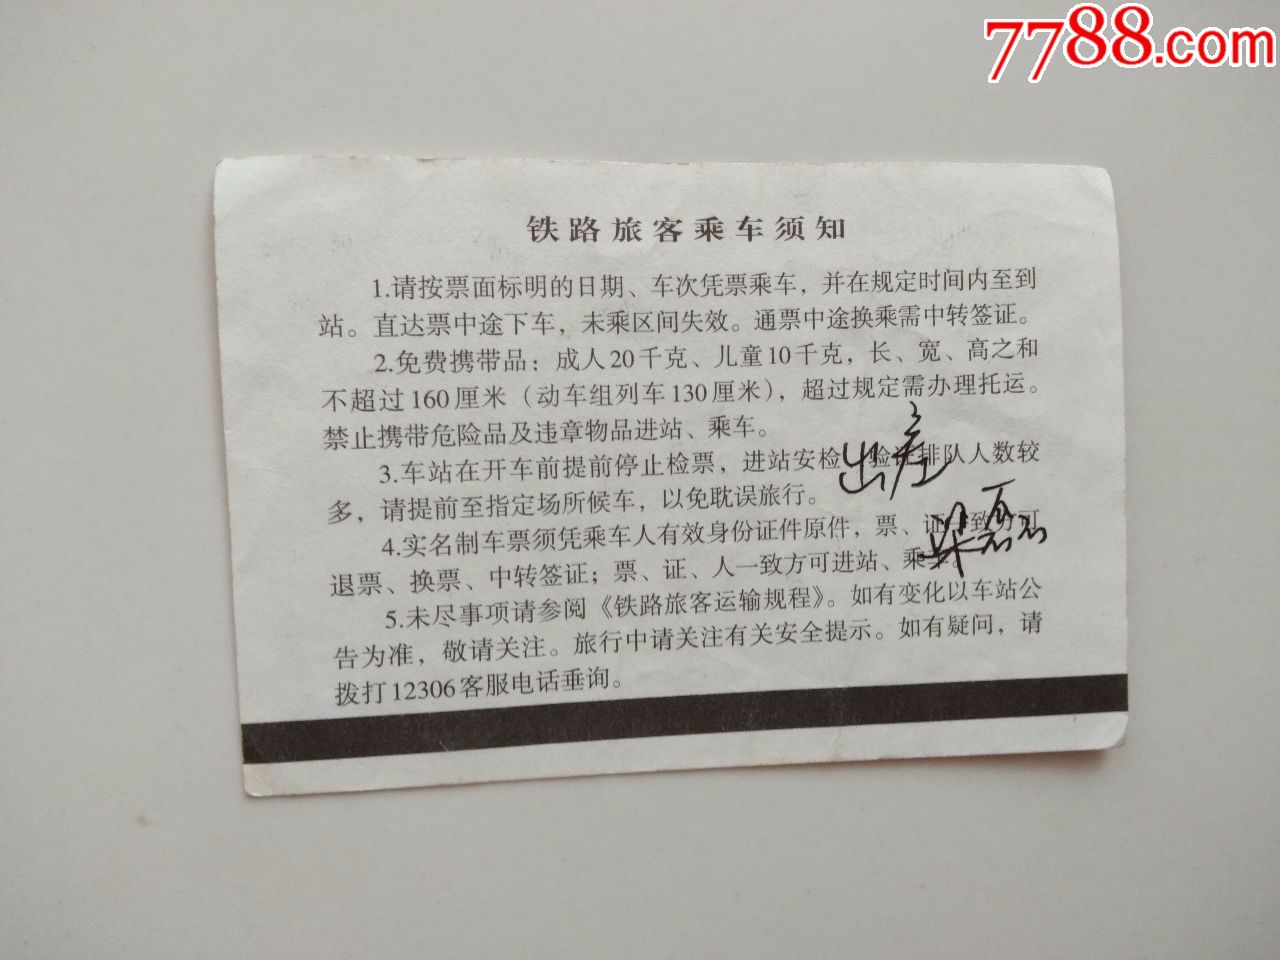 7788.com
铁路旅客乘车须知
1.请按票面标明的日期、车次凭票乘车，并在规定时间内至到
站。直达票中途下车，未乘区间失效。通票中途换乘需中转签证。
2.免费携带品：成人20千克、儿童10千克，长、宽、高之和
不超过160厘米（动车组列车130厘米），超过规定需办理托运。
禁止携带危险品及违章物品进站、乘车。
3.车站在开车前提前停止检票，进站安检、验证排队人数较
多，请提前至指定场所候车，以免耽误旅行。
4.实名制车票须凭乘车人有效身份证件原件，票、证一致方可
退票、换票、中转签证；票、证、人一致方可进站、乘车。
5.未尽事项请参阅《铁路旅客运输规程》。如有变化以车站公
告为准，敬请关注。旅行中请关注有关安全提示。如有疑问，请
拨打12306客服电话垂询。
出差
梁磊